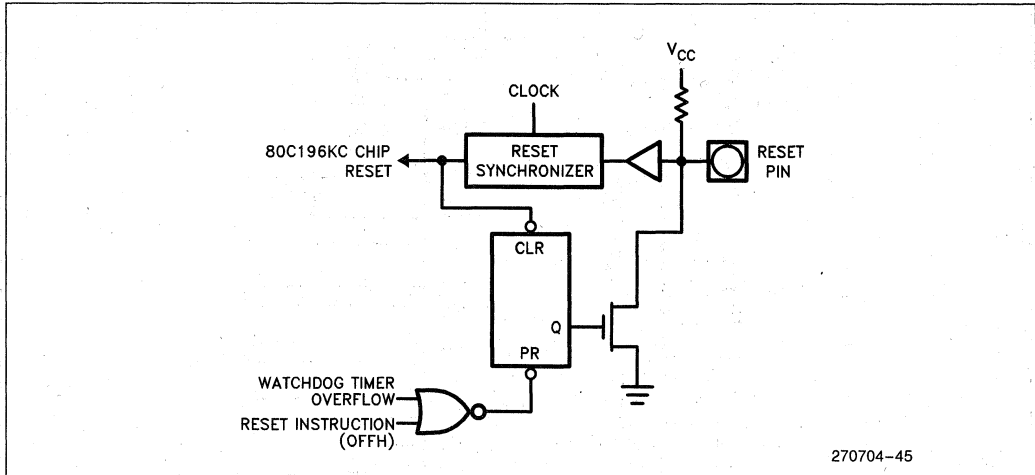 VCC
CLOCK
80C196KC CHIP
RESET
RESET
SYNCHRONIZER
RESET
PIN
CLR
Q
PR
WATCHDOG TIMER
OVERFLOW
RESET INSTRUCTION
(OFFH)
270704-45